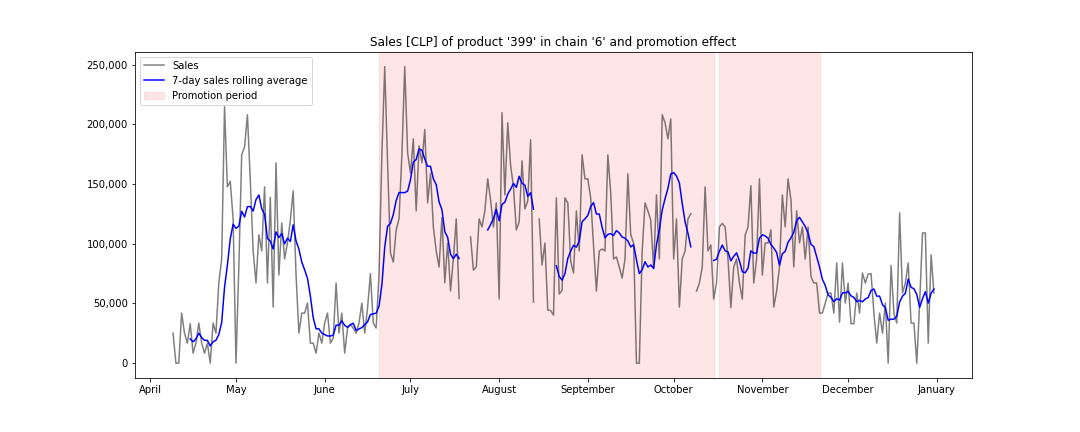 Sales [CLP] of product '399' in chain '6' and promotion effect
Sales
7-day sales rolling average
Promotion period
250,000
200,000
150,000
100,000
50,000
0
April May June July August September October November December January